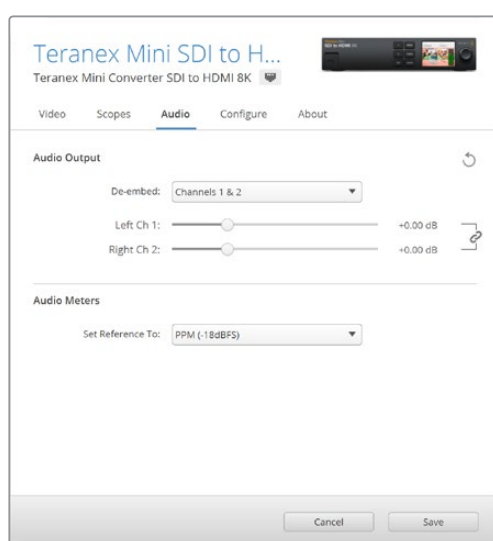 Teranex Mini SDI to H...
Teranex Mini Converter SDI to HDMI 8K
Video Scopes Audio Configure About
Audio Output
De-embed: Channels 1 & 2
Left Ch 1: +0.00 dB
Right Ch 2: +0.00 dB
Audio Meters
Set Reference To: PPM (-18dBFS)
Cancel Save